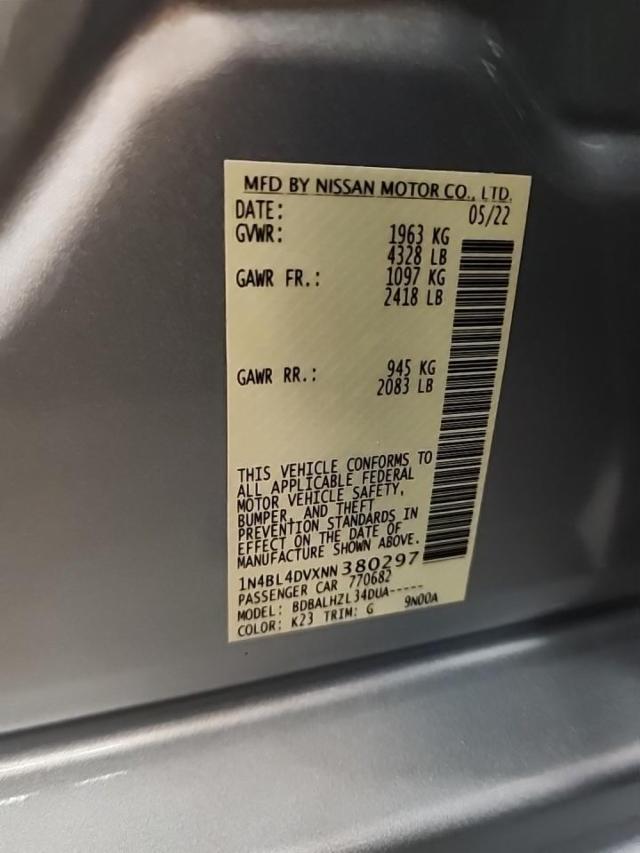 MFD BY NISSAN MOTOR CO., LTD.
DATE: 05/22
GVWR: 1963 KG
4328 LB
GAWR FR.: 1097 KG
2418 LB
GAWR RR.: 945 KG
2083 LB
THIS VEHICLE CONFORMS TO
ALL APPLICABLE FEDERAL
MOTOR VEHICLE SAFETY,
BUMPER, AND THEFT
PREVENTION STANDARDS IN
EFFECT ON THE DATE OF
MANUFACTURE SHOWN ABOVE.
1N4BL4DVXNN380297
PASSENGER CAR 770682
MODEL: BDBALHZL34DUA-----
COLOR: K23 TRIM: G 9N00A